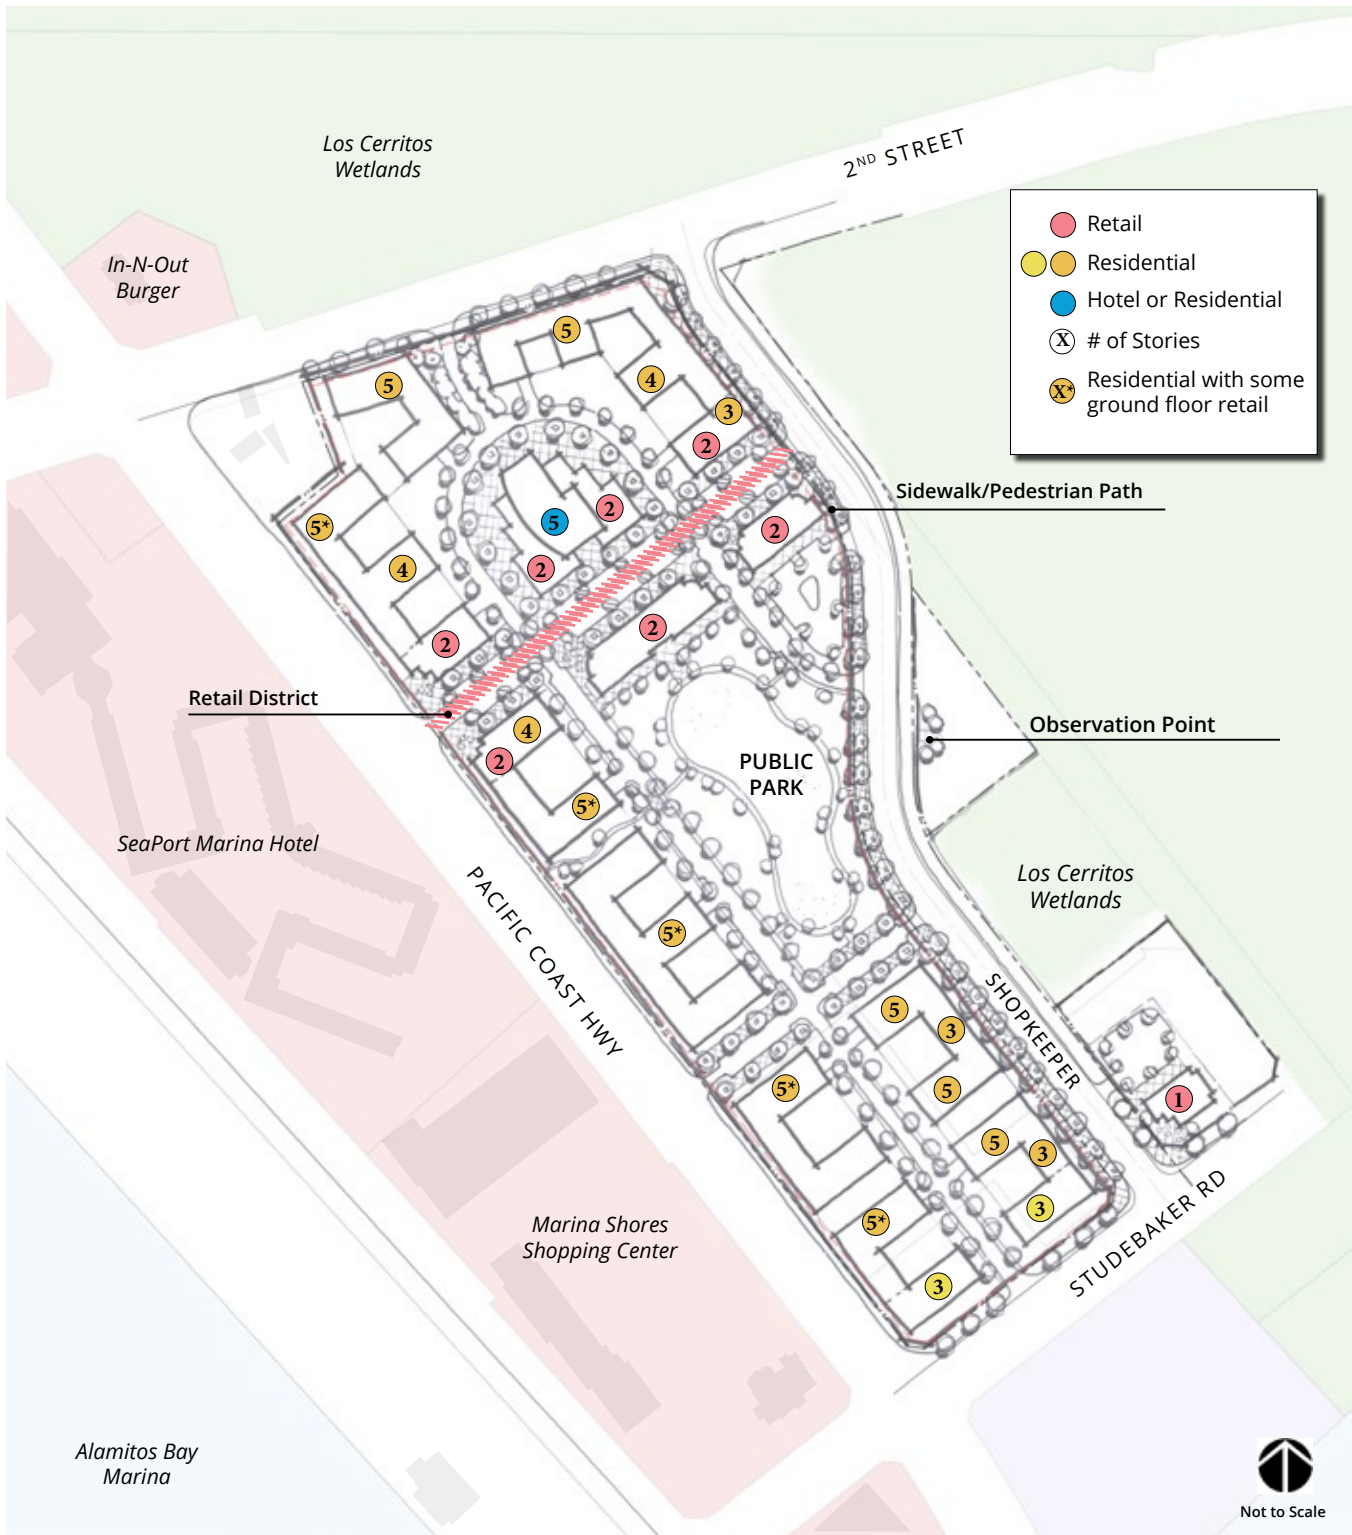 Los Cerritos
Wetlands
2ND STREET
In-N-Out
Burger
Retail
Residential
Hotel or Residential
X # of Stories
X* Residential with some
ground floor retail
5
5
4
3
2
Sidewalk/Pedestrian Path
5*
5
2
2
4
2
2
2
Retail District
Observation Point
4
2
PUBLIC
PARK
5*
SeaPort Marina Hotel
Los Cerritos
Wetlands
PACIFIC COAST HWY
5*
SHOPKEEPER
5
3
5*
5
1
5
3
3
STUDEBAKER RD
5*
Marina Shores
Shopping Center
3
Alamitos Bay
Marina
Not to Scale